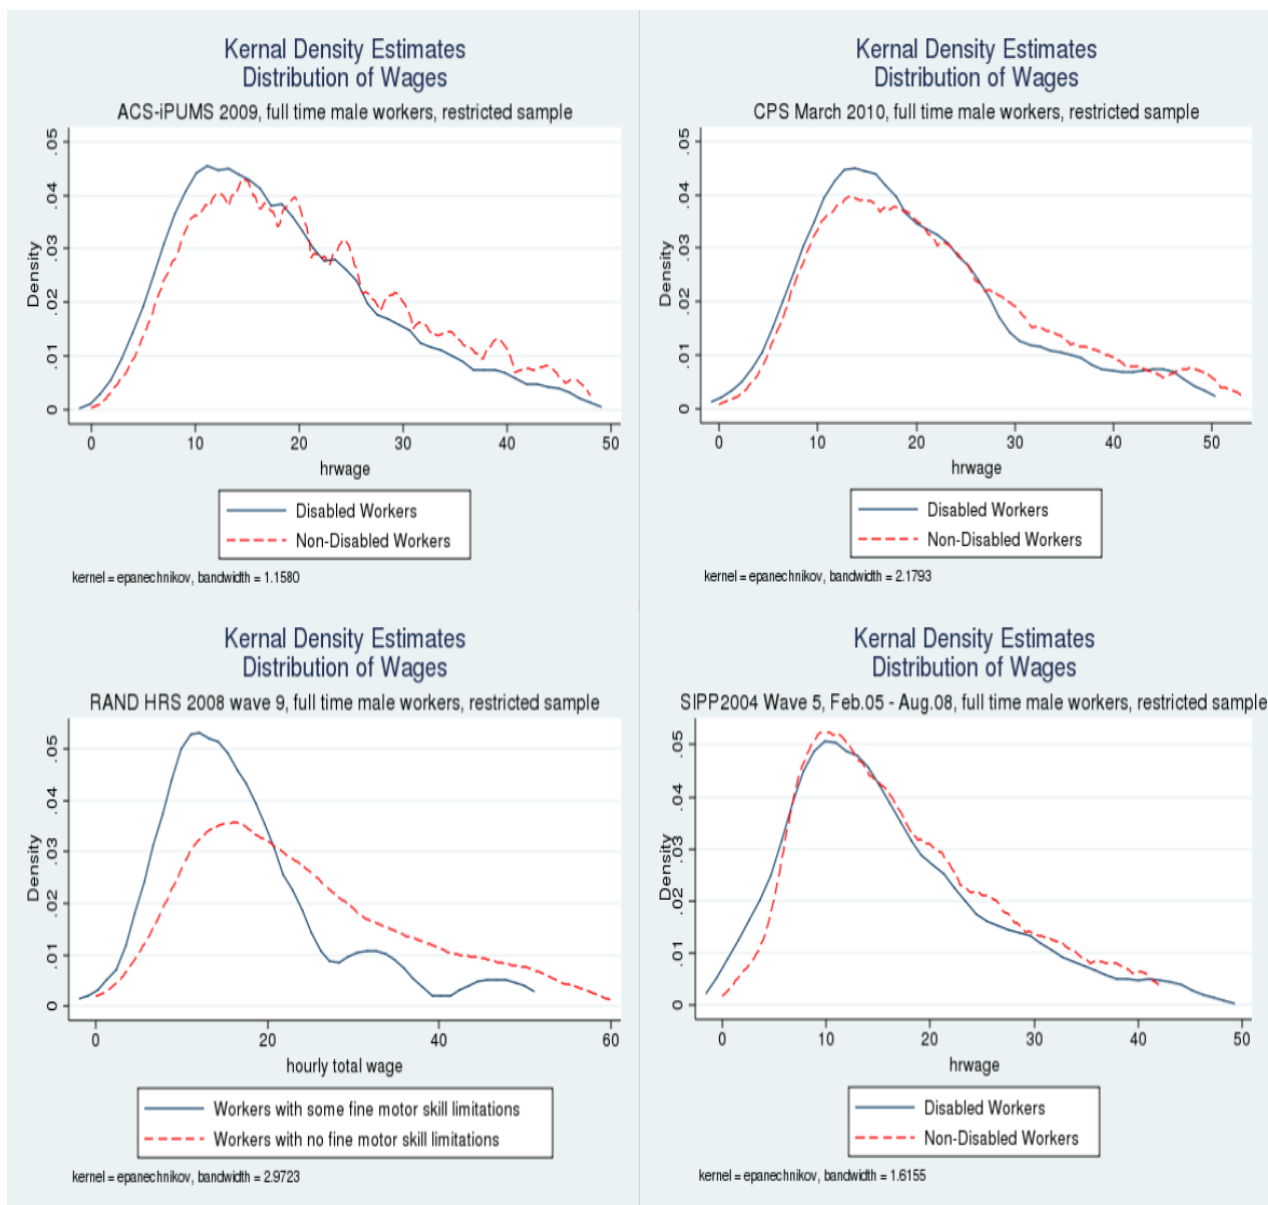 Kernal Density Estimates
Distribution of Wages
ACS-iPUMS 2009, full time male workers, restricted sample
Density
0
.01
.02
.03
.04
.05
0 10 20 30 40 50
hrwage
Disabled Workers
Non-Disabled Workers
kernel = epanechnikov, bandwidth = 1.1580
Kernal Density Estimates
Distribution of Wages
CPS March 2010, full time male workers, restricted sample
Density
0
.01
.02
.03
.04
.05
0 10 20 30 40 50
hrwage
Disabled Workers
Non-Disabled Workers
kernel = epanechnikov, bandwidth = 2.1793
Kernal Density Estimates
Distribution of Wages
RAND HRS 2008 wave 9, full time male workers, restricted sample
Density
0
.01
.02
.03
.04
.05
0 20 40 60
hourly total wage
Workers with some fine motor skill limitations
Workers with no fine motor skill limitations
kernel = epanechnikov, bandwidth = 2.9723
Kernal Density Estimates
Distribution of Wages
SIPP2004 Wave 5, Feb.05 - Aug.08, full time male workers, restricted sample
Density
0
.01
.02
.03
.04
.05
0 10 20 30 40 50
hrwage
Disabled Workers
Non-Disabled Workers
kernel = epanechnikov, bandwidth = 1.6155